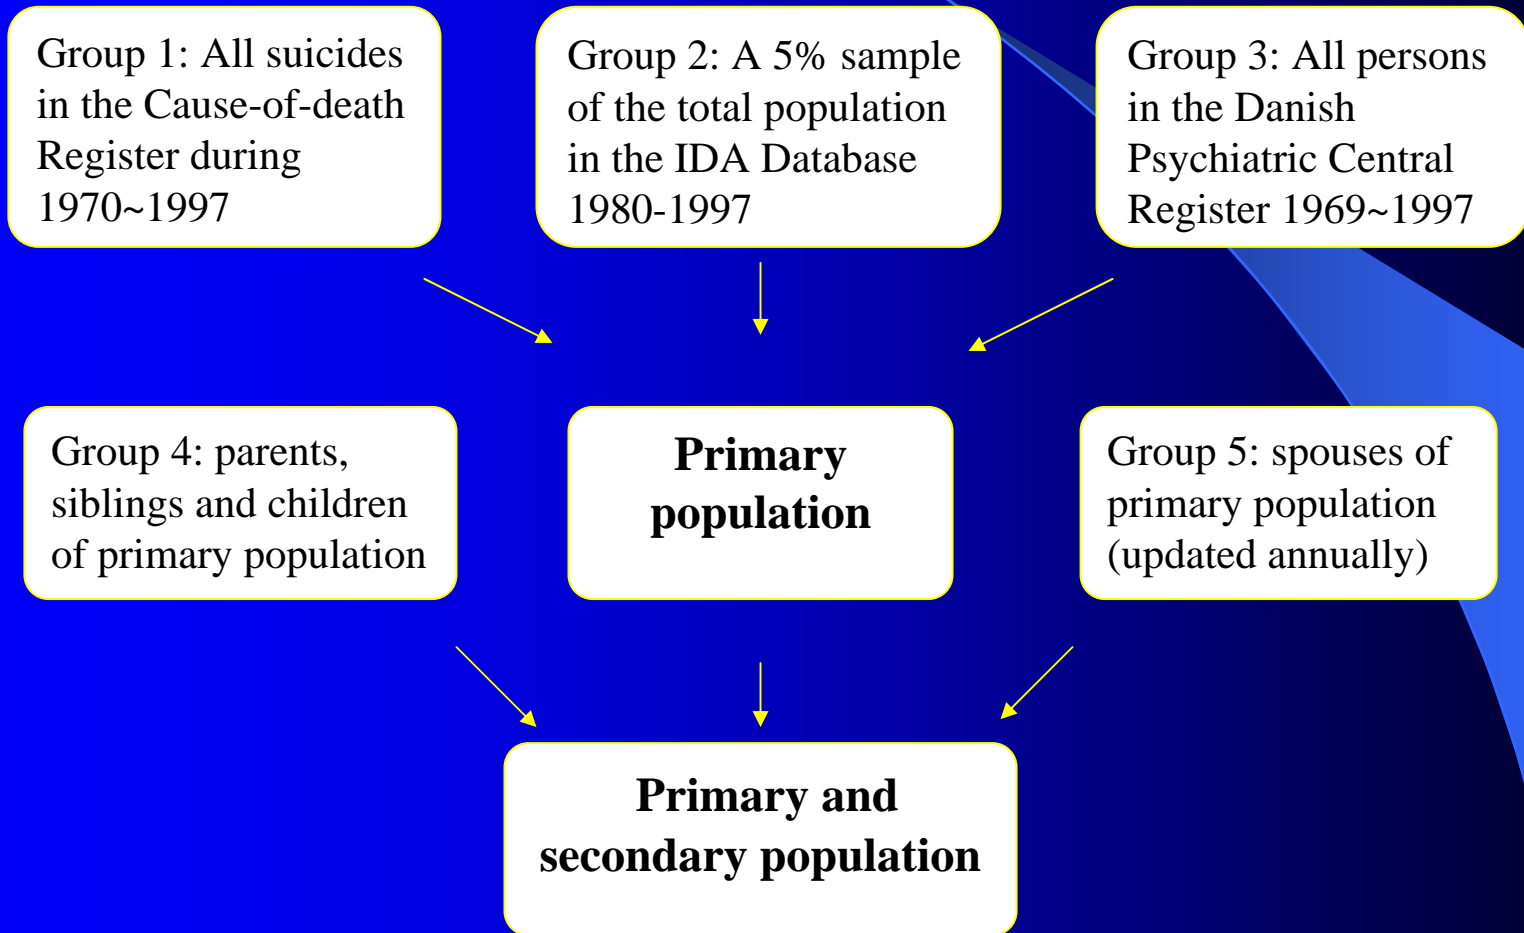 Group 1: All suicides
in the Cause-of-death
Register during
1970~1997
Group 2: A 5% sample
of the total population
in the IDA Database
1980-1997
Group 3: All persons
in the Danish
Psychiatric Central
Register 1969~1997
Group 4: parents,
siblings and children
of primary population
Primary
population
Group 5: spouses of
primary population
(updated annually)
Primary and
secondary population